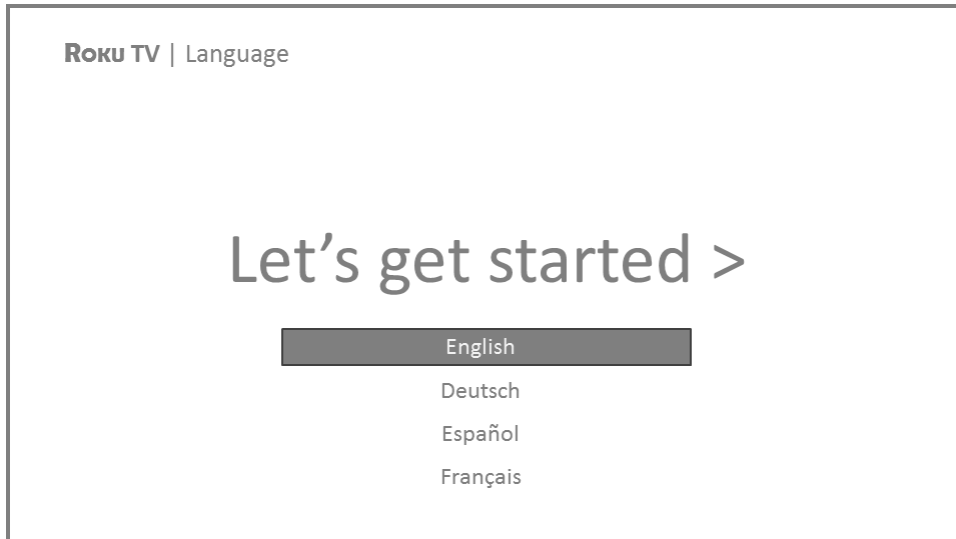 ROKU TV | Language
Let’s get started >
English
Deutsch
Español
Français